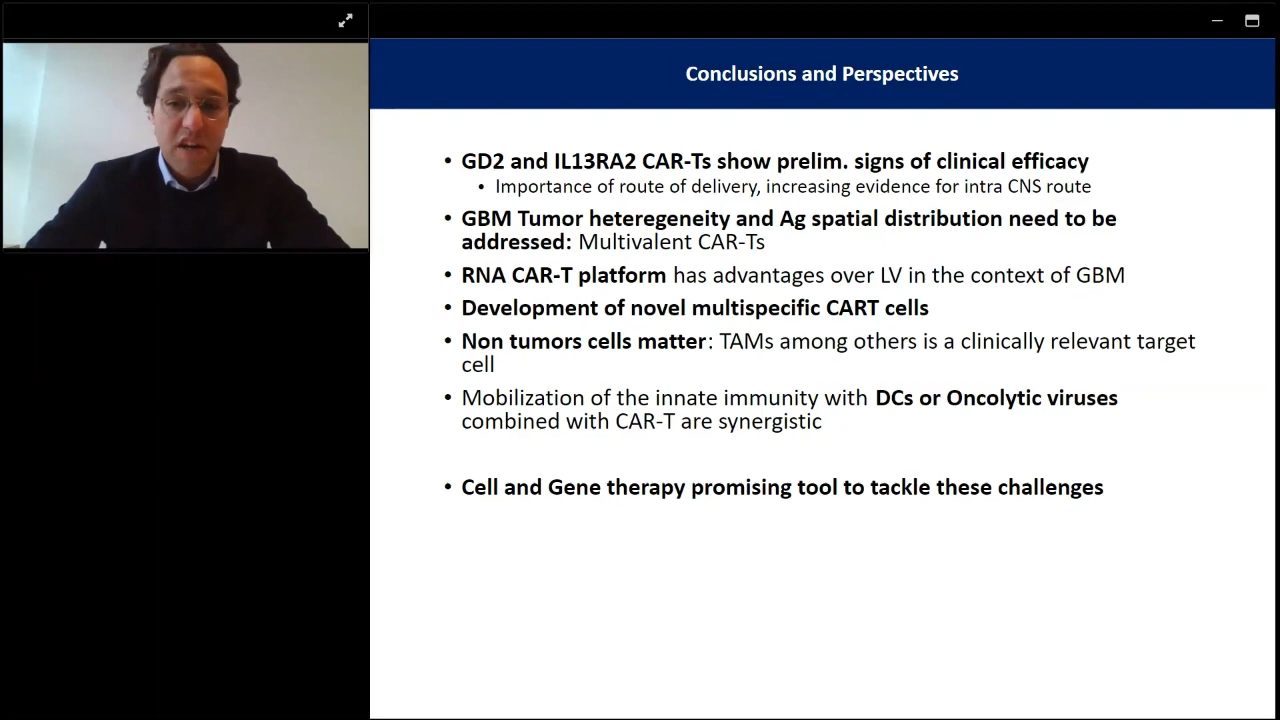 Conclusions and Perspectives
• GD2 and IL13RA2 CAR-Ts show prelim. signs of clinical efficacy
• Importance of route of delivery, increasing evidence for intra CNS route
• GBM Tumor heteregeneity and Ag spatial distribution need to be
addressed: Multivalent CAR-Ts
• RNA CAR-T platform has advantages over LV in the context of GBM
• Development of novel multispecific CART cells
• Non tumors cells matter: TAMs among others is a clinically relevant target
cell
• Mobilization of the innate immunity with DCs or Oncolytic viruses
combined with CAR-T are synergistic
• Cell and Gene therapy promising tool to tackle these challenges